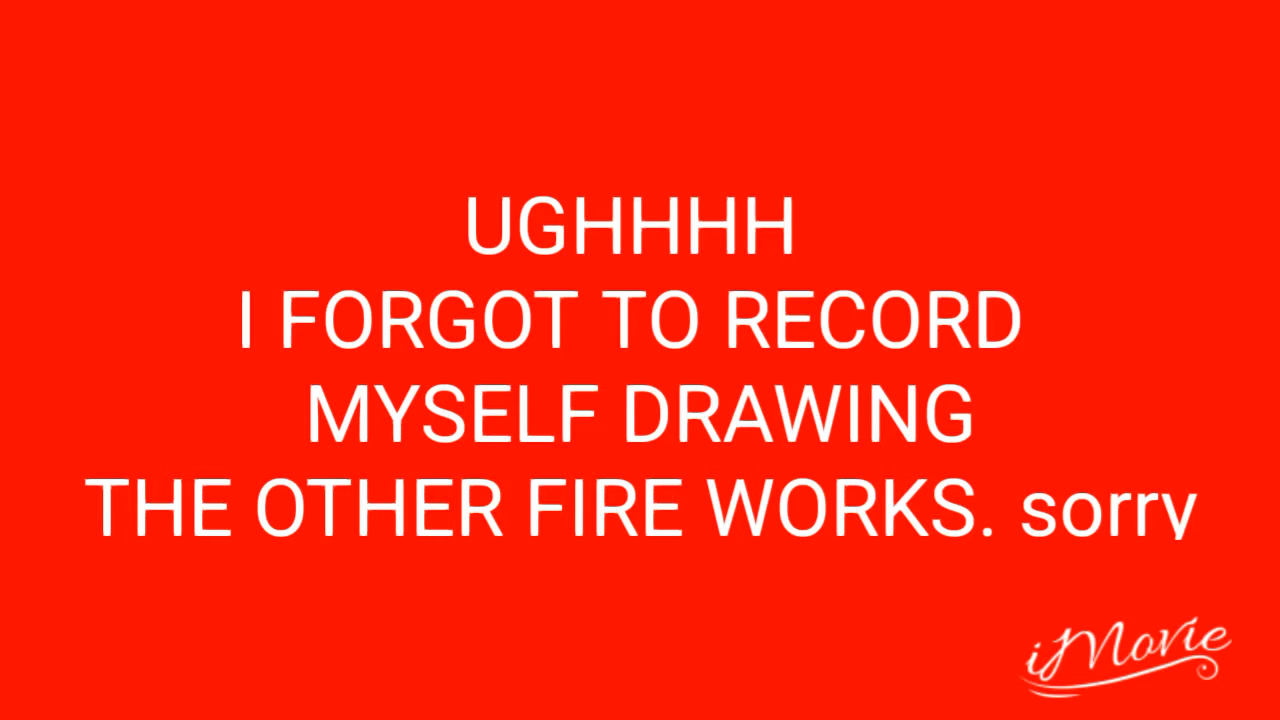 UGHHHH
I FORGOT TO RECORD
MYSELF DRAWING
THE OTHER FIRE WORKS. sorry
iMovie